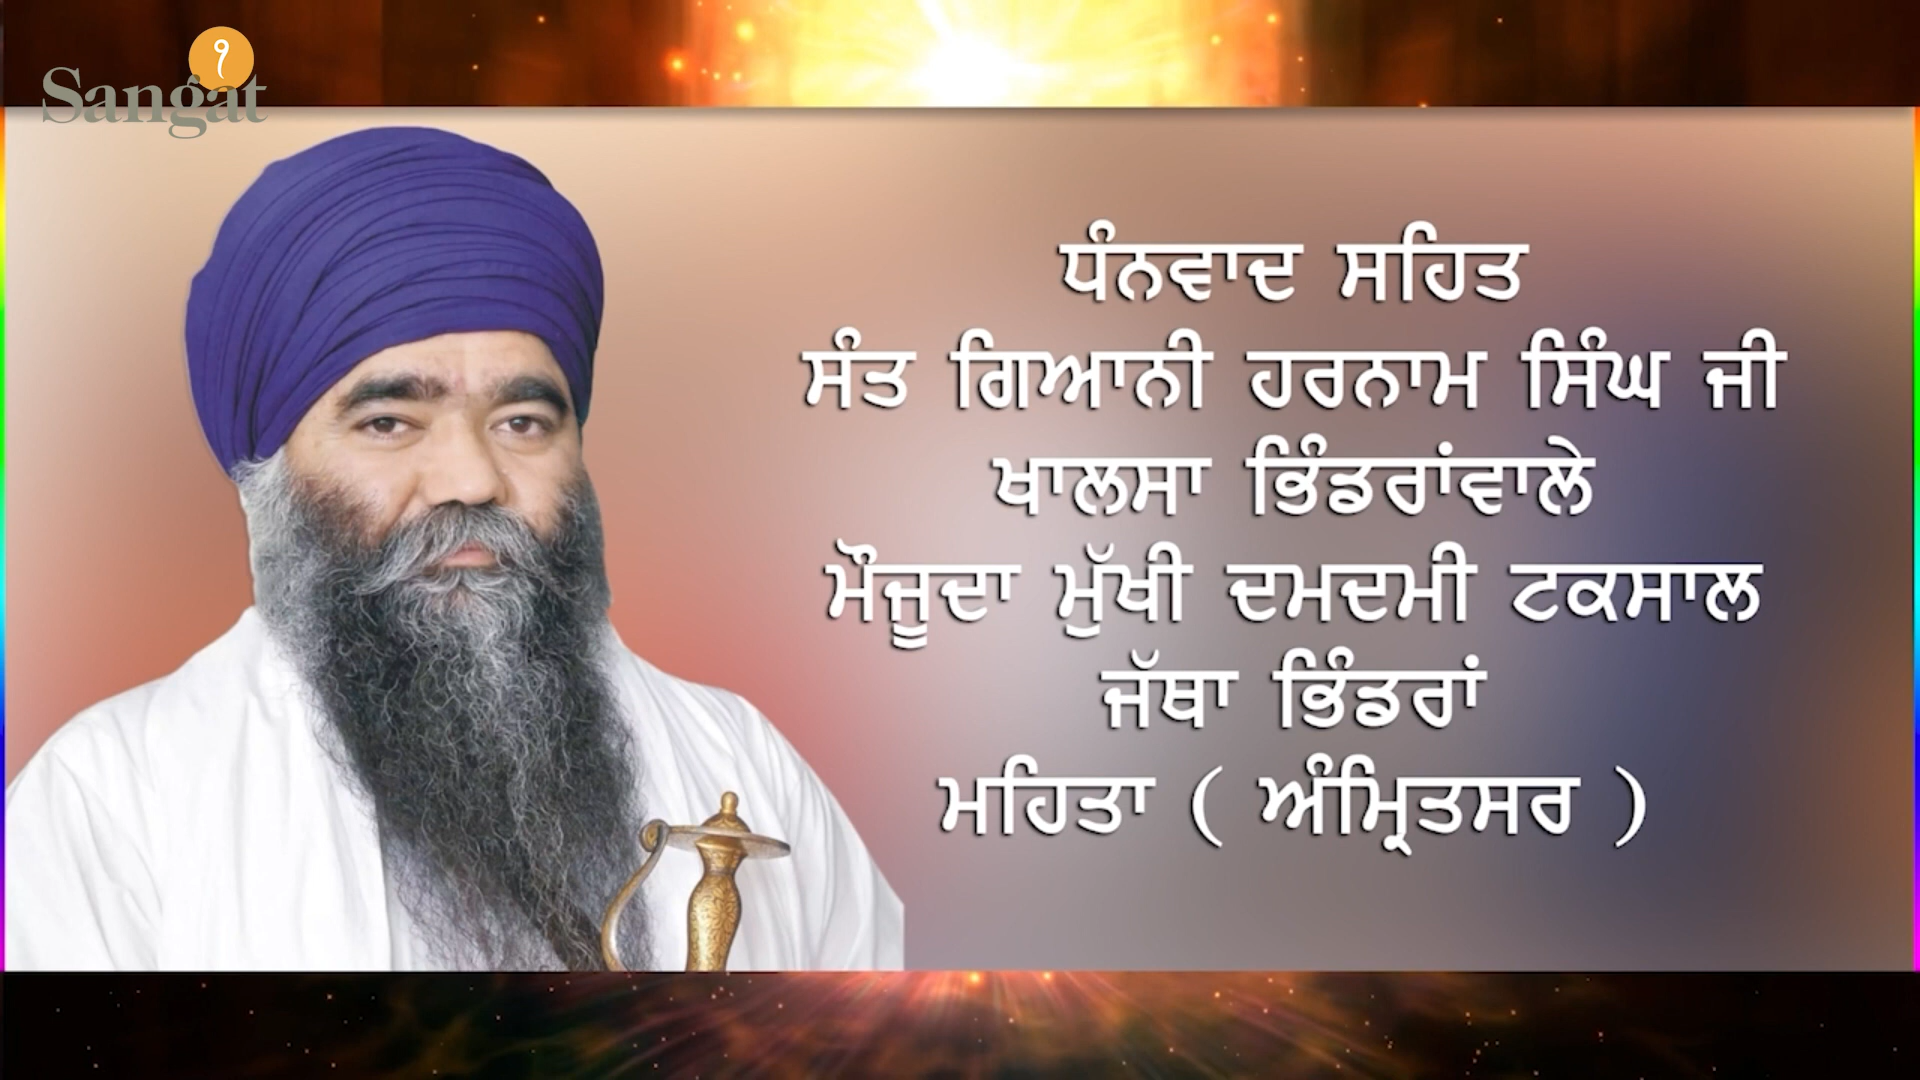 Sangat
ਧੰਨਵਾਦ ਸਹਿਤ
ਸੰਤ ਗਿਆਨੀ ਹਰਨਾਮ ਸਿੰਘ ਜੀ
ਖਾਲਸਾ ਭਿੰਡਰਾਂਵਾਲੇ
ਮੌਜੂਦਾ ਮੁੱਖੀ ਦਮਦਮੀ ਟਕਸਾਲ
ਜੱਥਾ ਭਿੰਡਰਾਂ
ਮਹਿਤਾ ( ਅੰਮ੍ਰਿਤਸਰ )